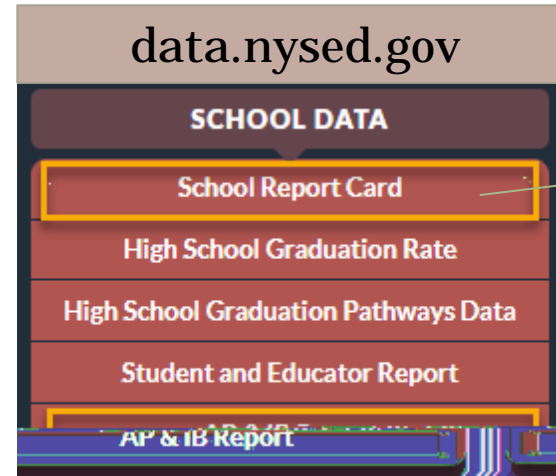 data.nysed.gov
SCHOOL DATA
School Report Card
High School Graduation Rate
High School Graduation Pathways Data
Student and Educator Report
AP & IB Report